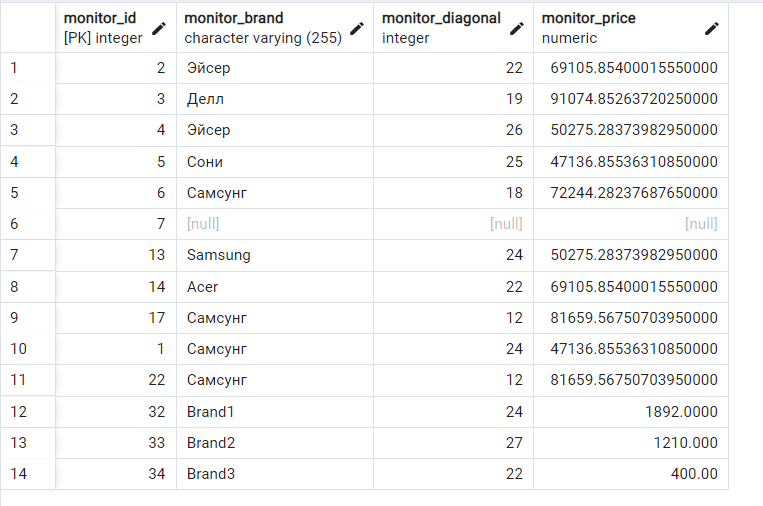 monitor_id monitor_brand monitor_diagonal monitor_price
[PK] integer character varying (255) integer numeric
1 2 Эйсер 22 69105.85400015550000
2 3 Делл 19 91074.85263720250000
3 4 Эйсер 26 50275.28373982950000
4 5 Сони 25 47136.85536310850000
5 6 Самсунг 18 72244.28237687650000
6 7 [null] [null] [null]
7 13 Samsung 24 50275.28373982950000
8 14 Acer 22 69105.85400015550000
9 17 Самсунг 12 81659.56750703950000
10 1 Самсунг 24 47136.85536310850000
11 22 Самсунг 12 81659.56750703950000
12 32 Brand1 24 1892.0000
13 33 Brand2 27 1210.000
14 34 Brand3 22 400.00